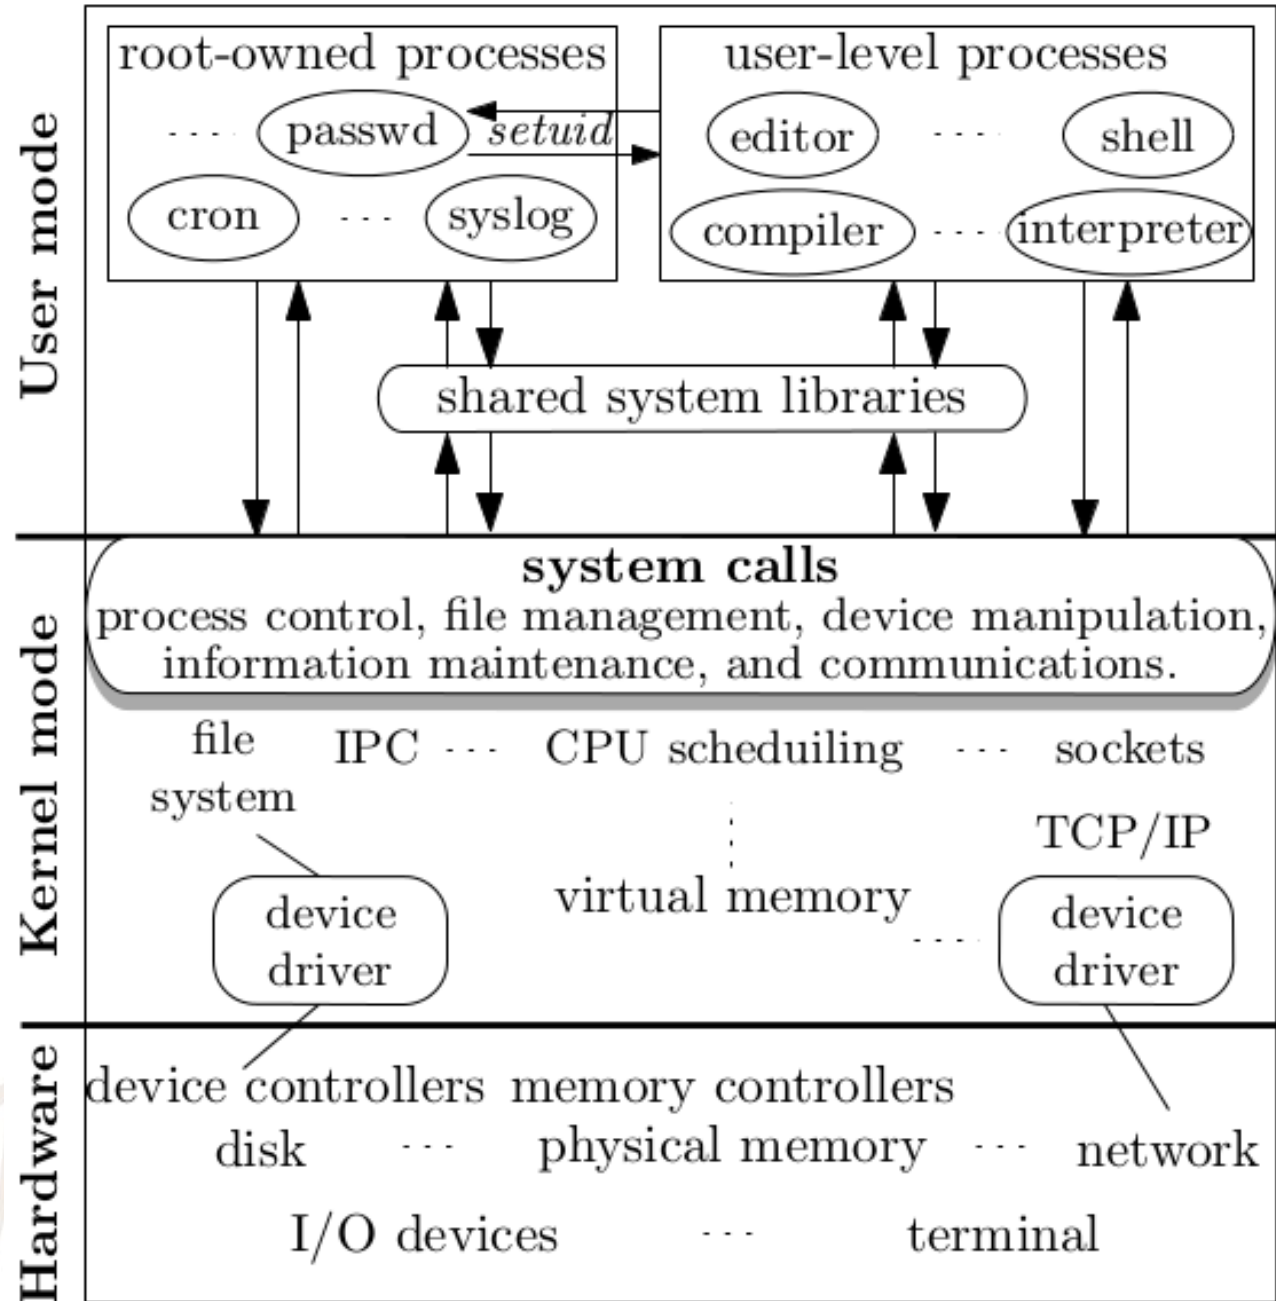 User mode
root-owned processes
passwd
setuid
cron
syslog
user-level processes
editor
shell
compiler
interpreter
shared system libraries
Kernel mode
system calls
process control, file management, device manipulation,
information maintenance, and communications.
file
system
IPC
CPU scheduiling
sockets
TCP/IP
virtual memory
device
driver
device
driver
Hardware
device controllers
memory controllers
disk
physical memory
network
I/O devices
terminal